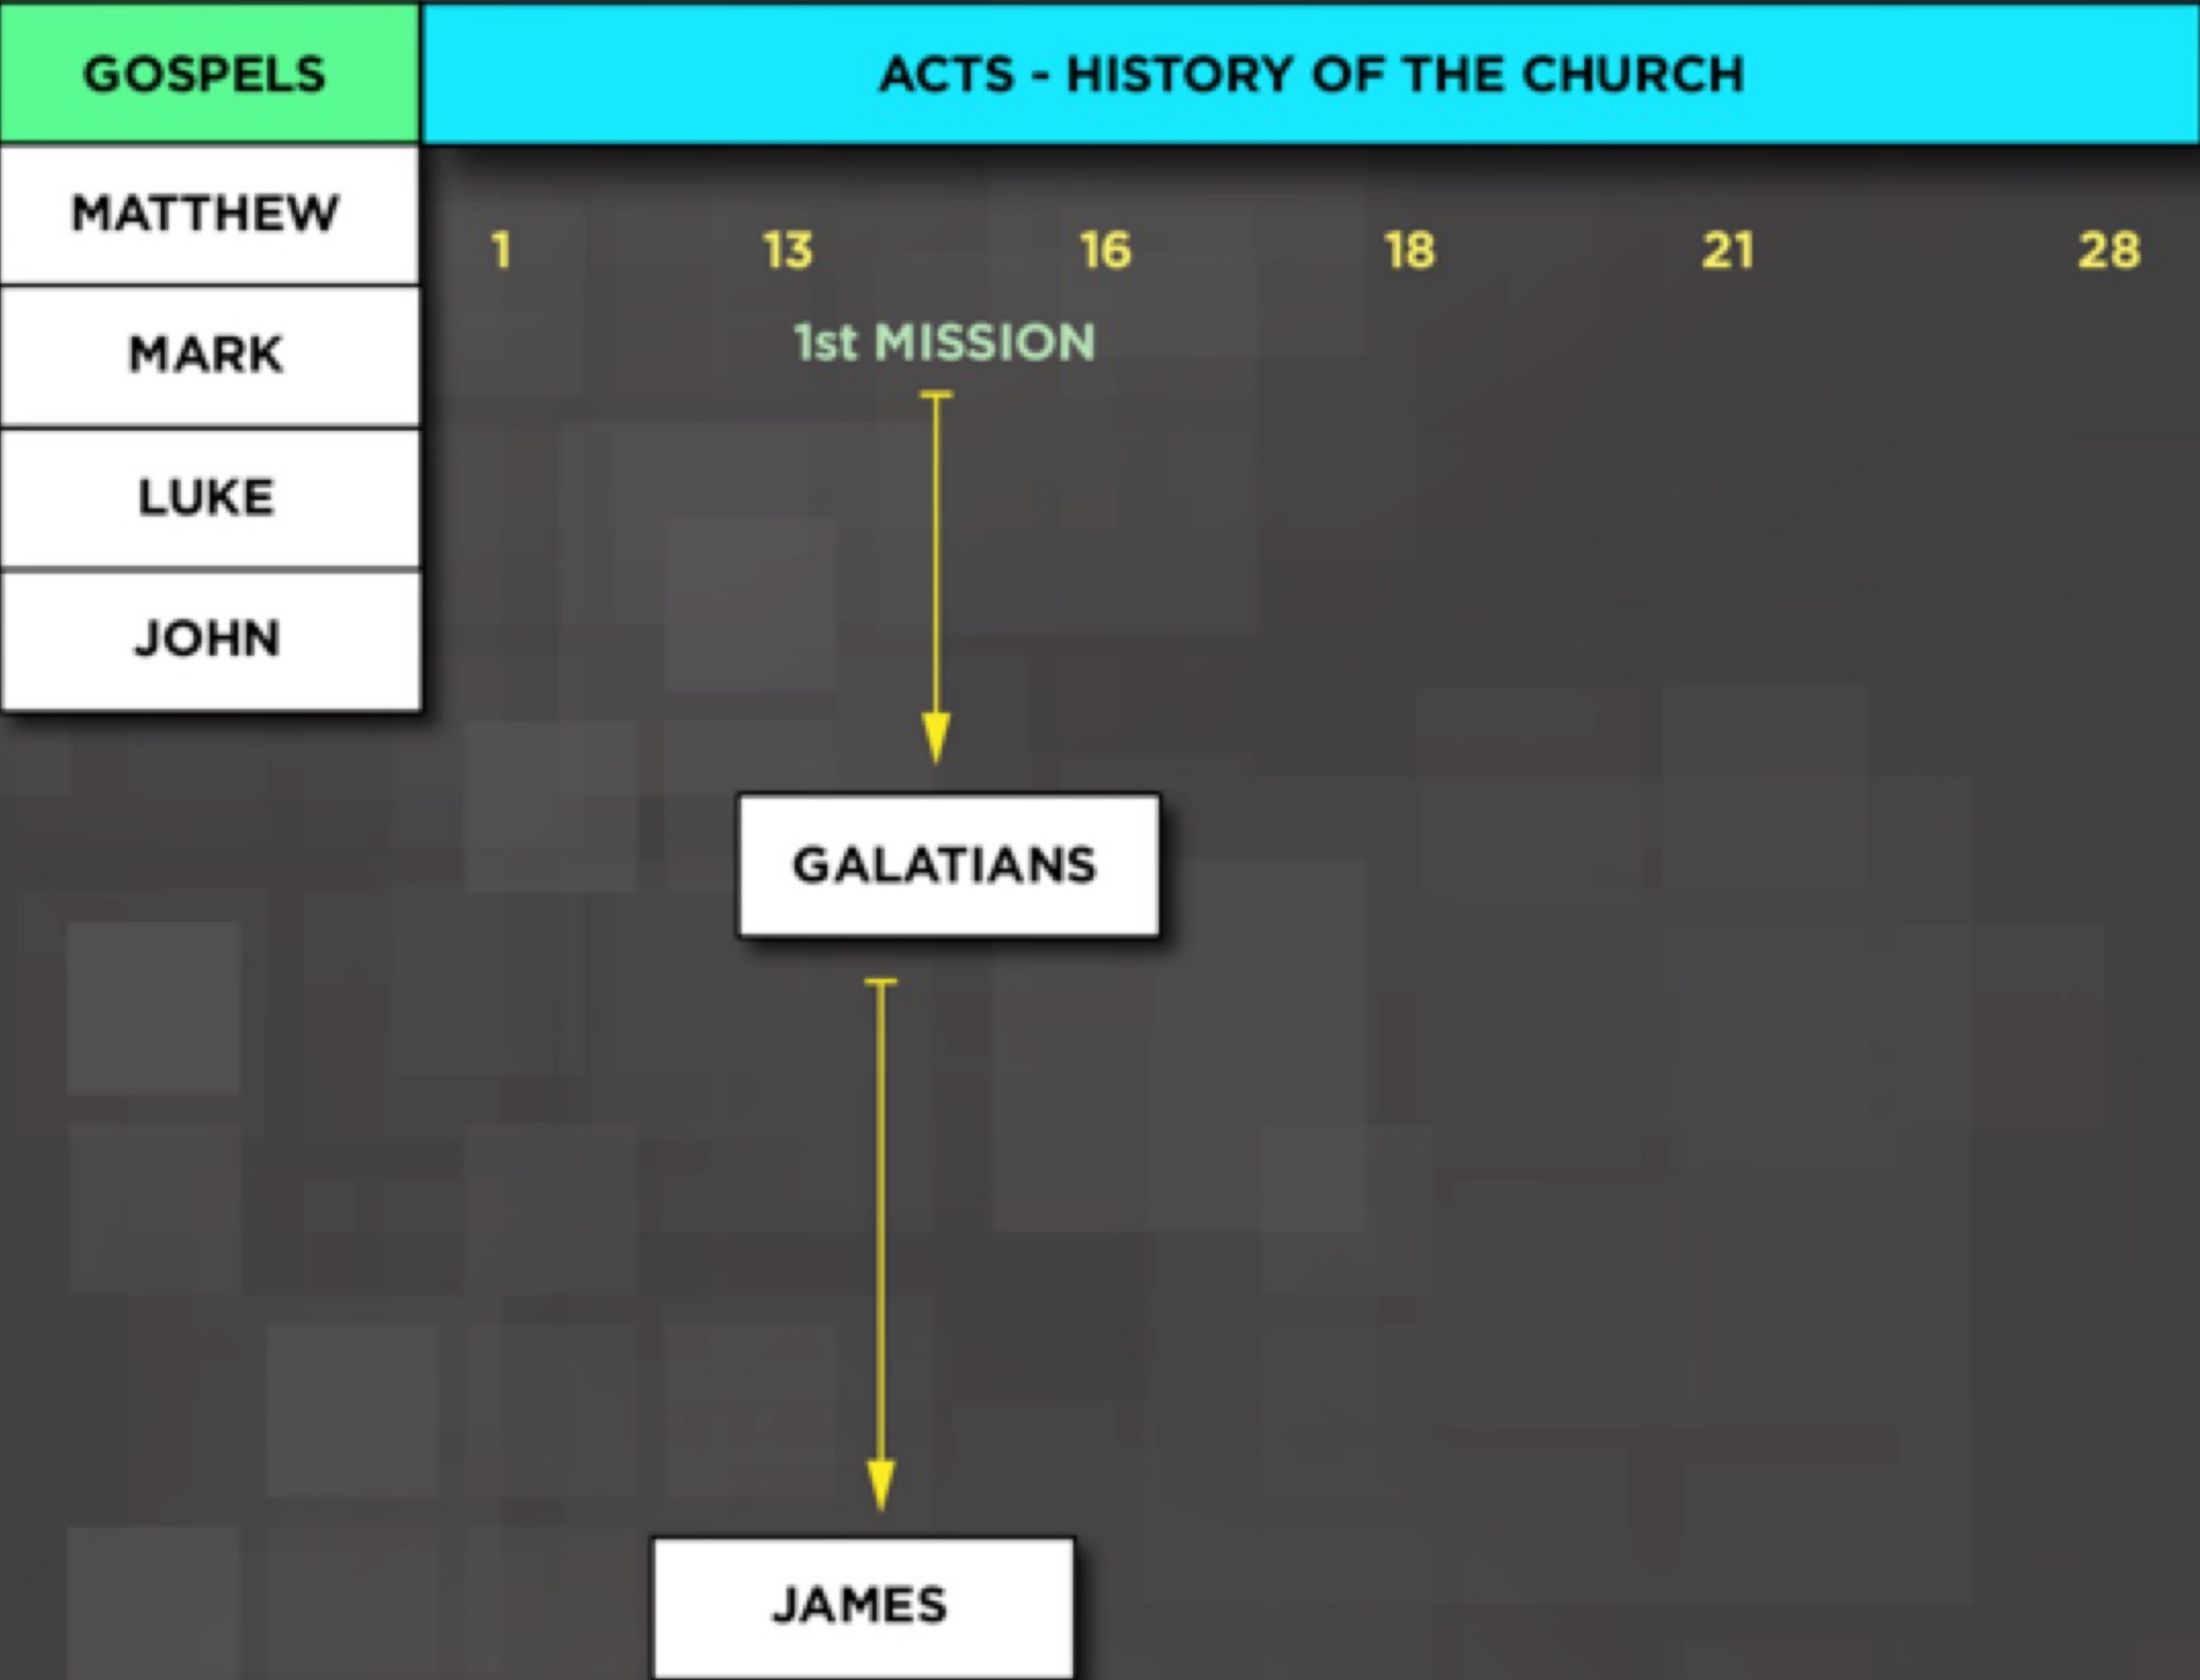 GOSPELS
ACTS - HISTORY OF THE CHURCH
MATTHEW
MARK
LUKE
JOHN
1 13 16 18 21 28
1st MISSION
GALATIANS
JAMES